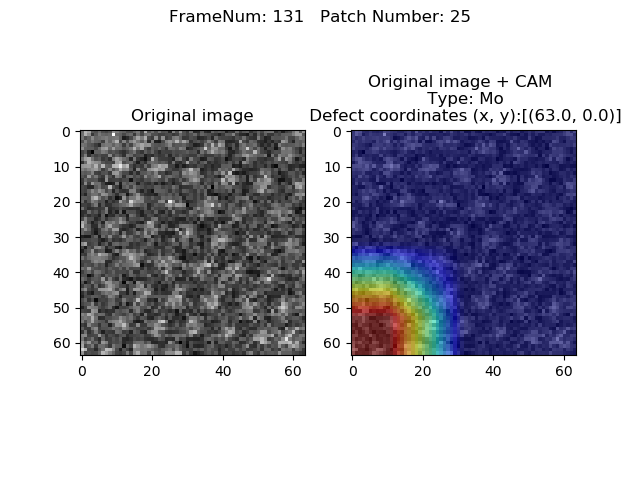 FrameNum: 131   Patch Number: 25
Original image
Original image + CAM
Type: Mo
Defect coordinates (x, y):[(63.0, 0.0)]
0
10
20
30
40
50
60
0 20 40 60
0
10
20
30
40
50
60
0 20 40 60